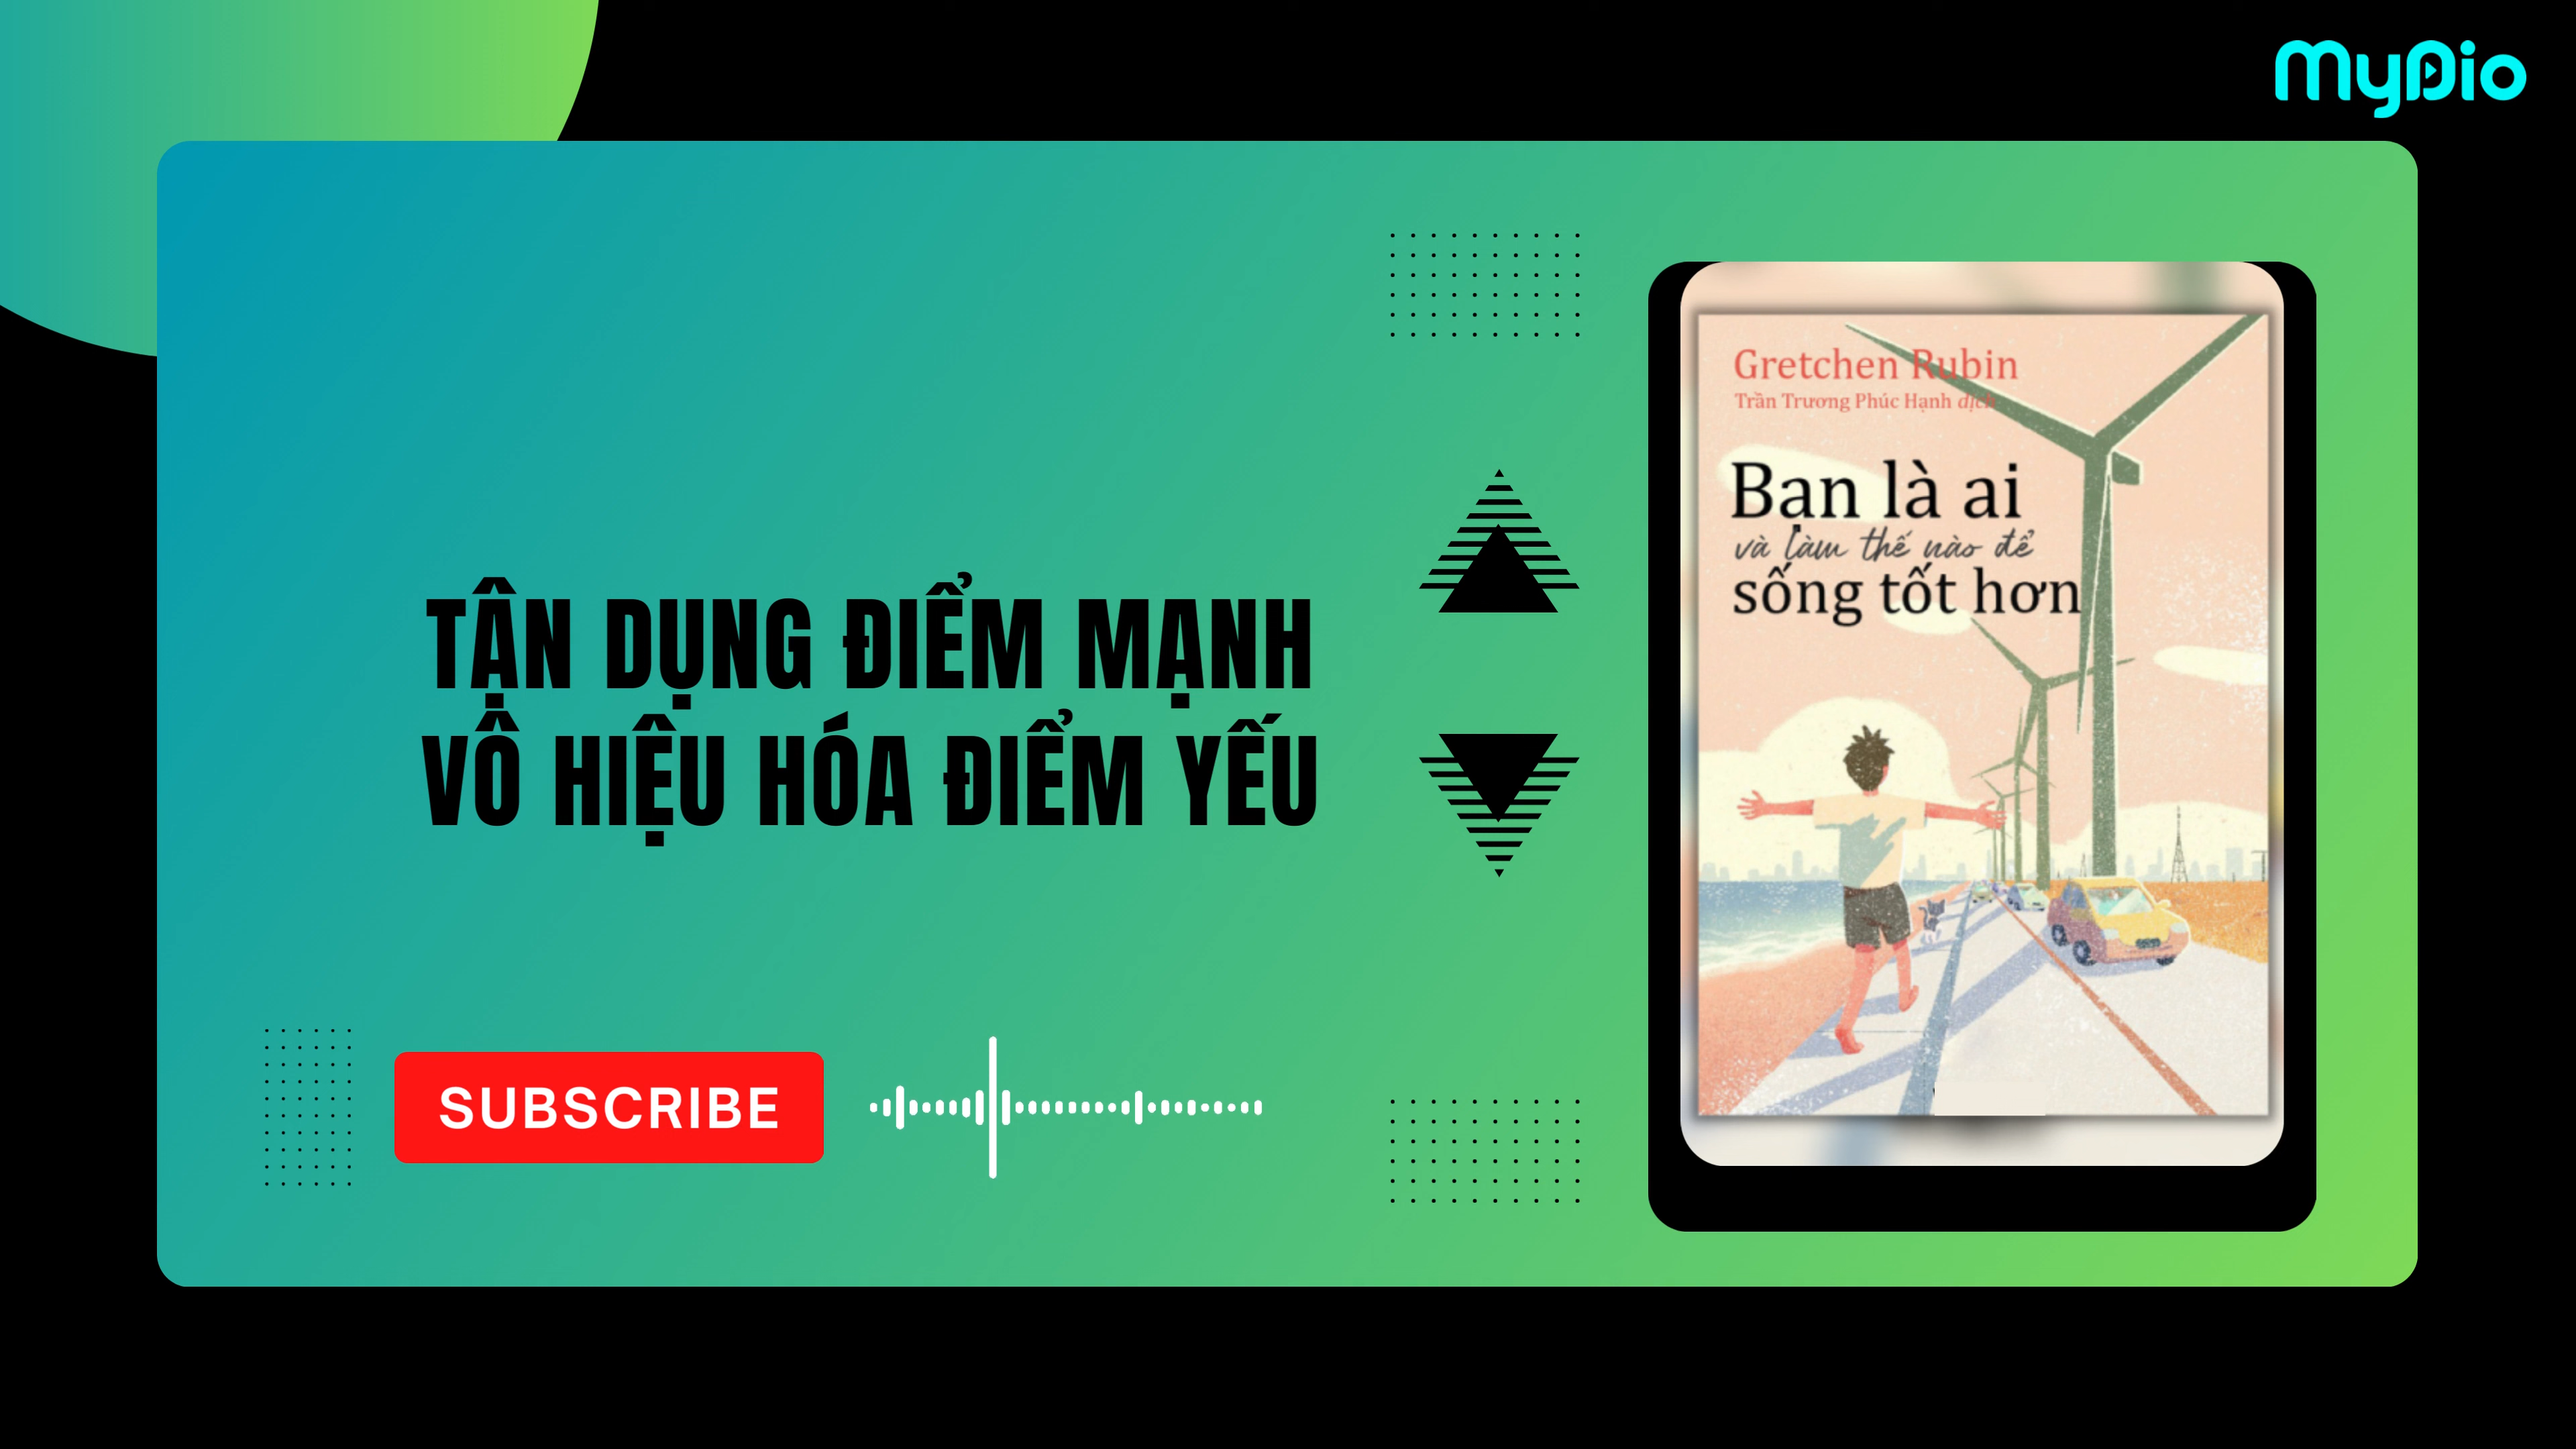 MyDio
TẬN DỤNG ĐIỂM MẠNH
VÔ HIỆU HÓA ĐIỂM YẾU
SUBSCRIBE
Gretchen Rubin
Trần Trương Phúc Hạnh dịch
Bạn là ai
và làm thế nào để
sống tốt hơn